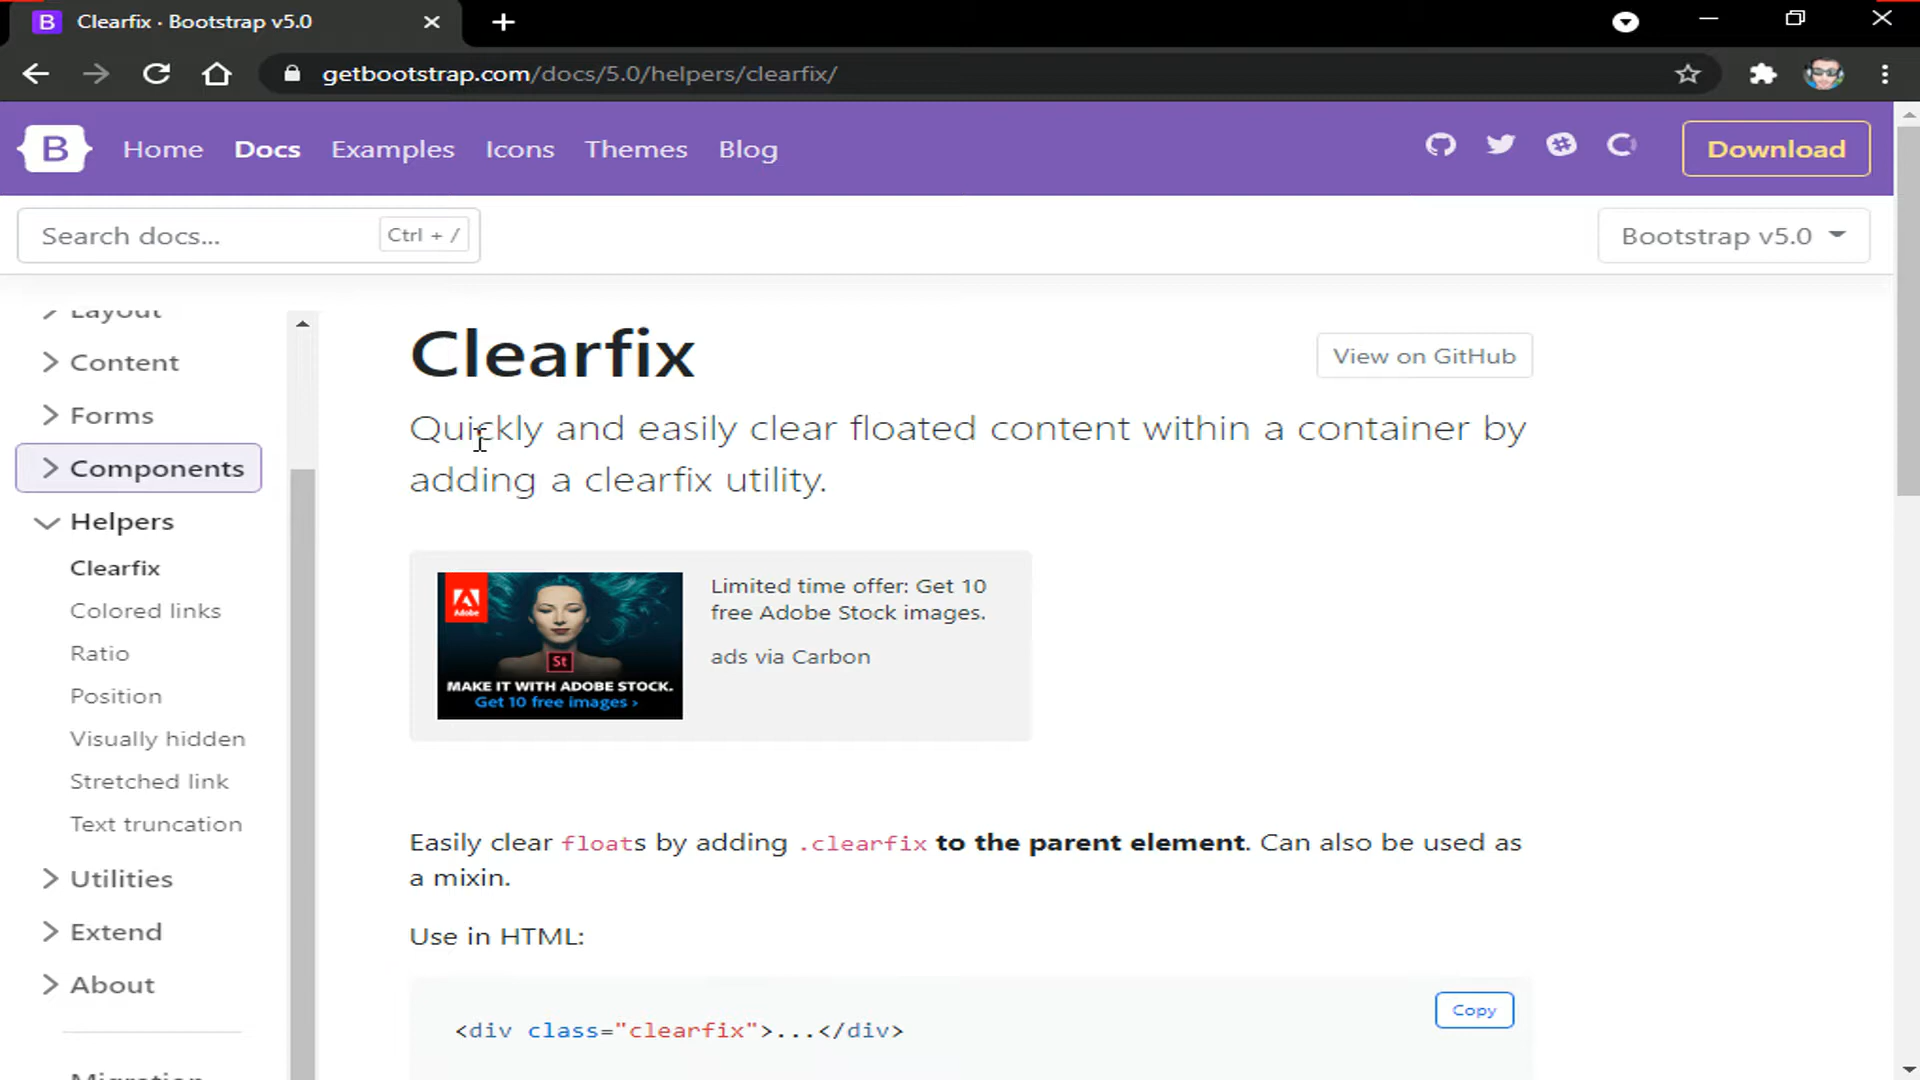 B Clearfix · Bootstrap v5.0
getbootstrap.com/docs/5.0/helpers/clearfix/
B Home Docs Examples Icons Themes Blog Download
Search docs... Ctrl + / Bootstrap v5.0
Layout
Content
Forms
Components
Helpers
Clearfix
Colored links
Ratio
Position
Visually hidden
Stretched link
Text truncation
Utilities
Extend
About
Migration
Clearfix
View on GitHub
Quickly and easily clear floated content within a container by
adding a clearfix utility.
Adobe
St
MAKE IT WITH ADOBE STOCK.
Get 10 free images ›
Limited time offer: Get 10
free Adobe Stock images.
ads via Carbon
Easily clear floats by adding .clearfix to the parent element. Can also be used as
a mixin.
Use in HTML:
Copy
<div class="clearfix">...</div>